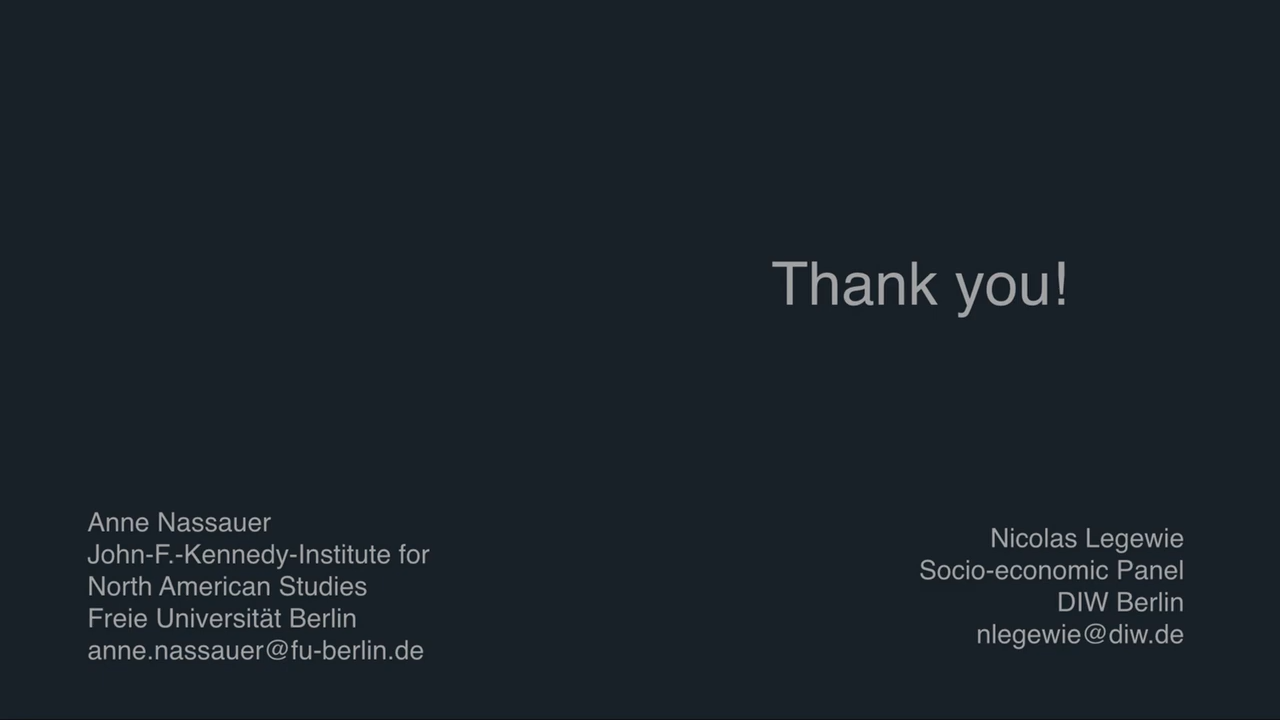 Thank you!
Anne Nassauer
John-F.-Kennedy-Institute for
North American Studies
Freie Universität Berlin
anne.nassauer@fu-berlin.de
Nicolas Legewie
Socio-economic Panel
DIW Berlin
nlegewie@diw.de